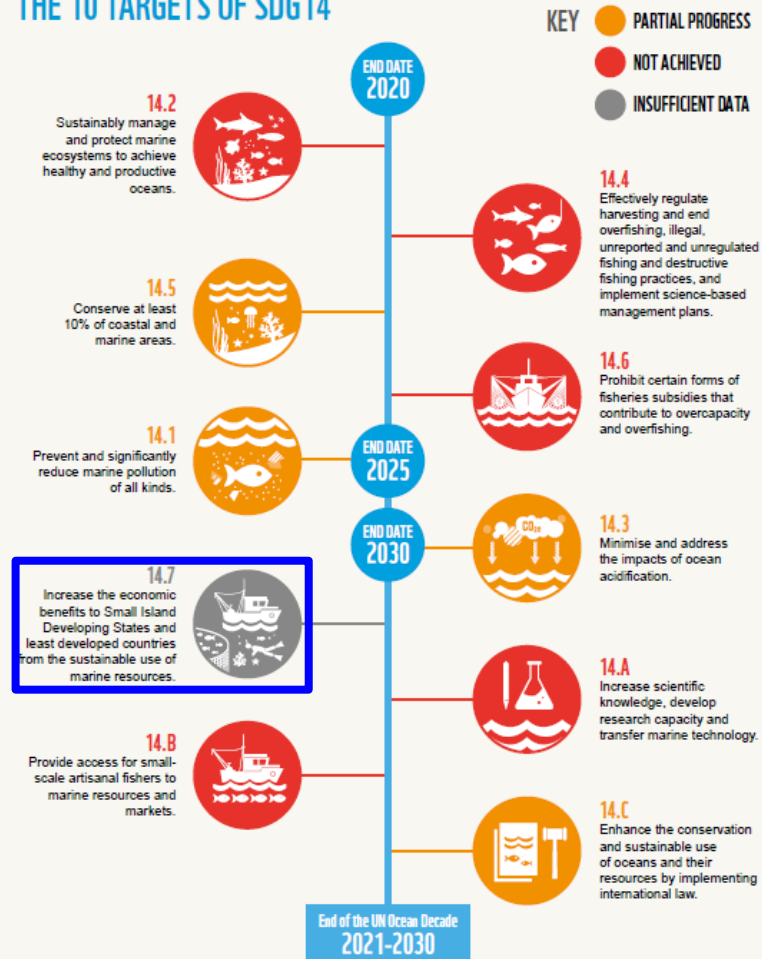 THE 10 TARGETS OF SDG14
KEY
PARTIAL PROGRESS
NOT ACHIEVED
INSUFFICIENT DATA
END DATE
2020
14.2
Sustainably manage
and protect marine
ecosystems to achieve
healthy and productive
oceans.
14.4
Effectively regulate
harvesting and end
overfishing, illegal,
unreported and unregulated
fishing and destructive
fishing practices, and
implement science-based
management plans.
14.5
Conserve at least
10% of coastal and
marine areas.
14.6
Prohibit certain forms of
fisheries subsidies that
contribute to overcapacity
and overfishing.
14.1
Prevent and significantly
reduce marine pollution
of all kinds.
END DATE
2025
END DATE
2030
14.3
Minimise and address
the impacts of ocean
acidification.
14.7
Increase the economic
benefits to Small Island
Developing States and
least developed countries
from the sustainable use of
marine resources.
14.A
Increase scientific
knowledge, develop
research capacity and
transfer marine technology.
14.B
Provide access for small-
scale artisanal fishers to
marine resources and
markets.
14.C
Enhance the conservation
and sustainable use
of oceans and their
resources by implementing
international law.
End of the UN Ocean Decade
2021-2030